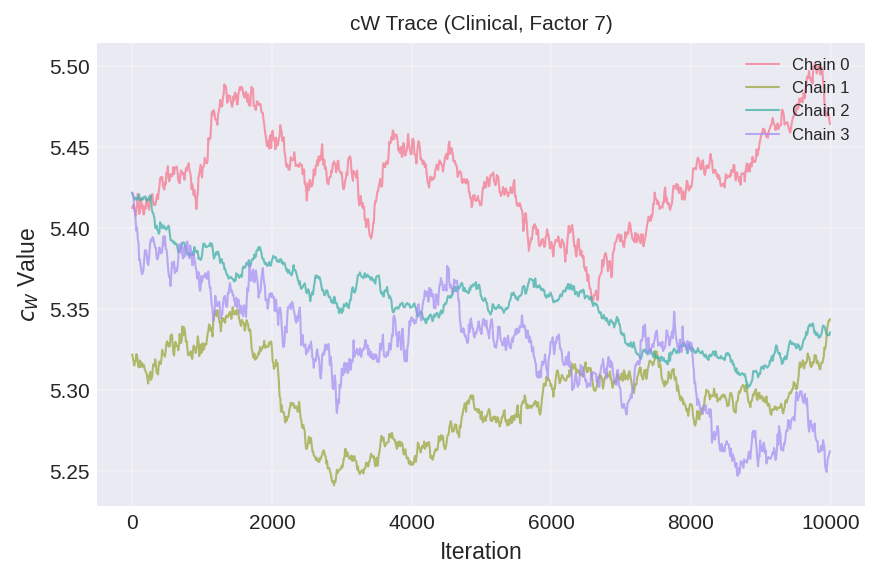 cW Trace (Clinical, Factor 7)
5.50
5.45
5.40
5.35
5.30
5.25
c_W Value
Chain 0
Chain 1
Chain 2
Chain 3
0 2000 4000 6000 8000 10000
Iteration